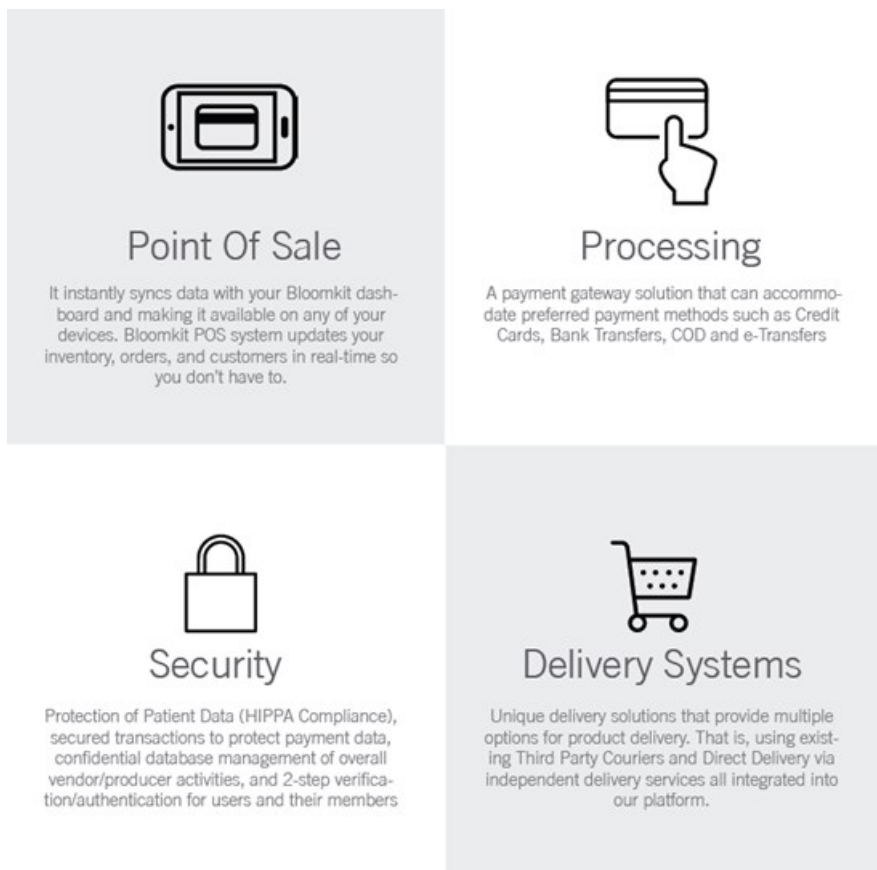 Point Of Sale
It instantly syncs data with your Bloomkit dash-
board and making it available on any of your
devices. Bloomkit POS system updates your
inventory, orders, and customers in real-time so
you don't have to.
Processing
A payment gateway solution that can accommo-
date preferred payment methods such as Credit
Cards, Bank Transfers, COD and e-Transfers
Security
Protection of Patient Data (HIPPA Compliance),
secured transactions to protect payment data,
confidential database management of overall
vendor/producer activities, and 2-step verifica-
tion/authentication for users and their members
Delivery Systems
Unique delivery solutions that provide multiple
options for product delivery. That is, using exist-
ing Third Party Couriers and Direct Delivery via
independent delivery services all integrated into
our platform.